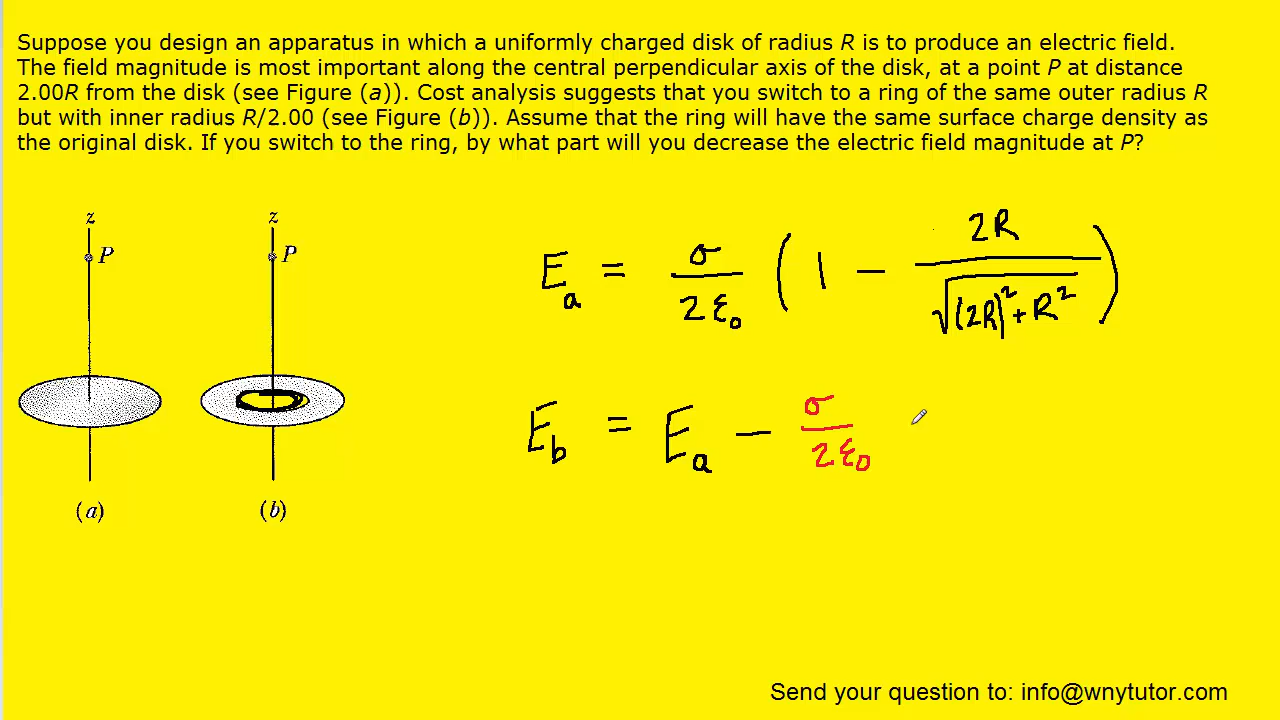 Suppose you design an apparatus in which a uniformly charged disk of radius R is to produce an electric field.
The field magnitude is most important along the central perpendicular axis of the disk, at a point P at distance
2.00R from the disk (see Figure (a)). Cost analysis suggests that you switch to a ring of the same outer radius R
but with inner radius R/2.00 (see Figure (b)). Assume that the ring will have the same surface charge density as
the original disk. If you switch to the ring, by what part will you decrease the electric field magnitude at P?
z
P
z
P
E_a = σ/(2ε₀) (1 − 2R/√((2R)² + R²))
E_b = E_a − σ/(2ε₀)
(a)
(b)
Send your question to: info@wnytutor.com